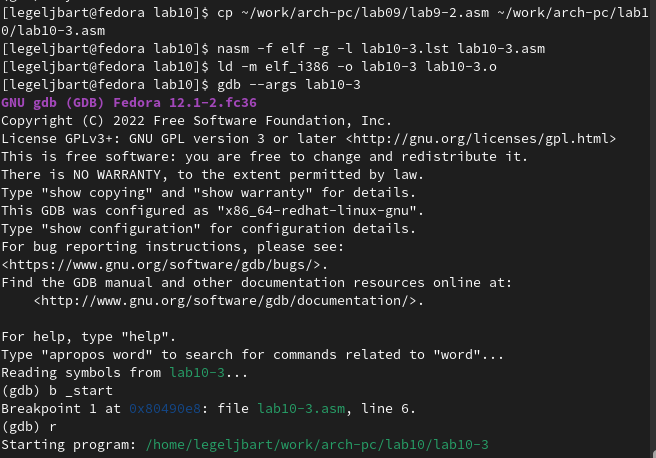 [legeljbart@fedora lab10]$ cp ~/work/arch-pc/lab09/lab9-2.asm ~/work/arch-pc/lab1
0/lab10-3.asm
[legeljbart@fedora lab10]$ nasm -f elf -g -l lab10-3.lst lab10-3.asm
[legeljbart@fedora lab10]$ ld -m elf_i386 -o lab10-3 lab10-3.o
[legeljbart@fedora lab10]$ gdb --args lab10-3
GNU gdb (GDB) Fedora 12.1-2.fc36
Copyright (C) 2022 Free Software Foundation, Inc.
License GPLv3+: GNU GPL version 3 or later <http://gnu.org/licenses/gpl.html>
This is free software: you are free to change and redistribute it.
There is NO WARRANTY, to the extent permitted by law.
Type "show copying" and "show warranty" for details.
This GDB was configured as "x86_64-redhat-linux-gnu".
Type "show configuration" for configuration details.
For bug reporting instructions, please see:
<https://www.gnu.org/software/gdb/bugs/>.
Find the GDB manual and other documentation resources online at:
    <http://www.gnu.org/software/gdb/documentation/>.

For help, type "help".
Type "apropos word" to search for commands related to "word"...
Reading symbols from lab10-3...
(gdb) b _start
Breakpoint 1 at 0x80490e8: file lab10-3.asm, line 6.
(gdb) r
Starting program: /home/legeljbart/work/arch-pc/lab10/lab10-3